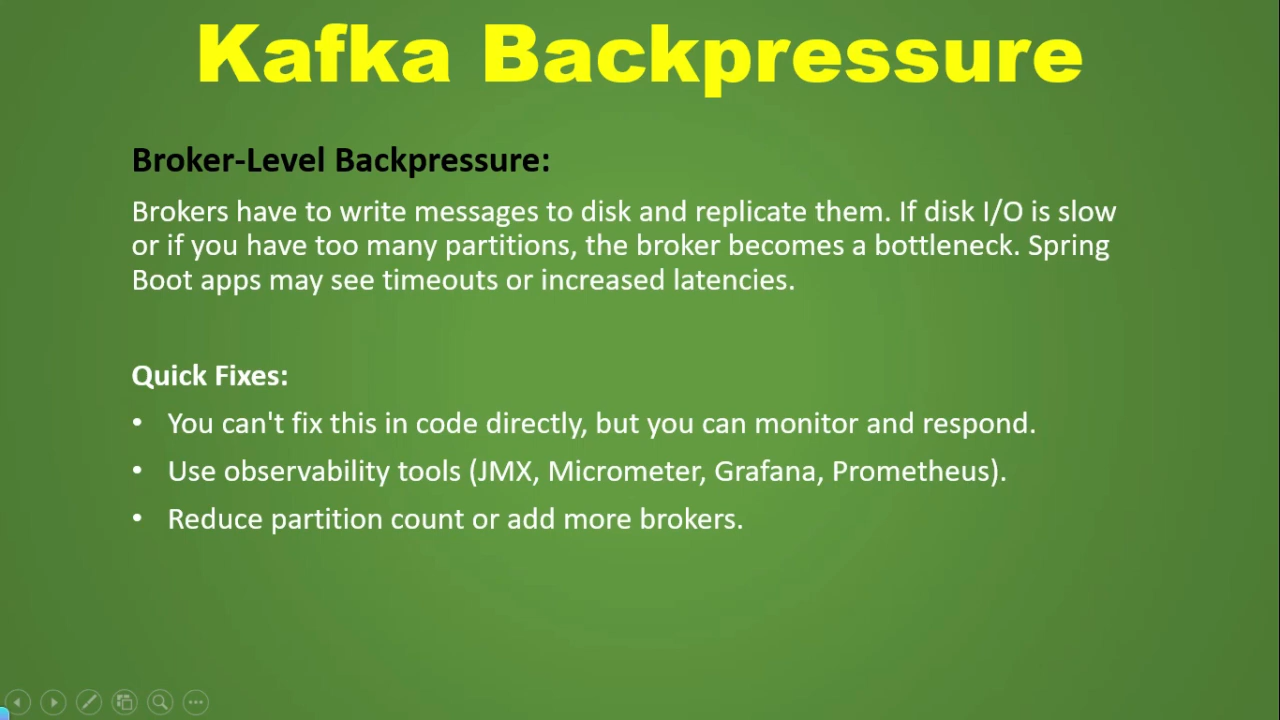 Kafka Backpressure
Broker-Level Backpressure:
Brokers have to write messages to disk and replicate them. If disk I/O is slow
or if you have too many partitions, the broker becomes a bottleneck. Spring
Boot apps may see timeouts or increased latencies.
Quick Fixes:
• You can't fix this in code directly, but you can monitor and respond.
• Use observability tools (JMX, Micrometer, Grafana, Prometheus).
• Reduce partition count or add more brokers.